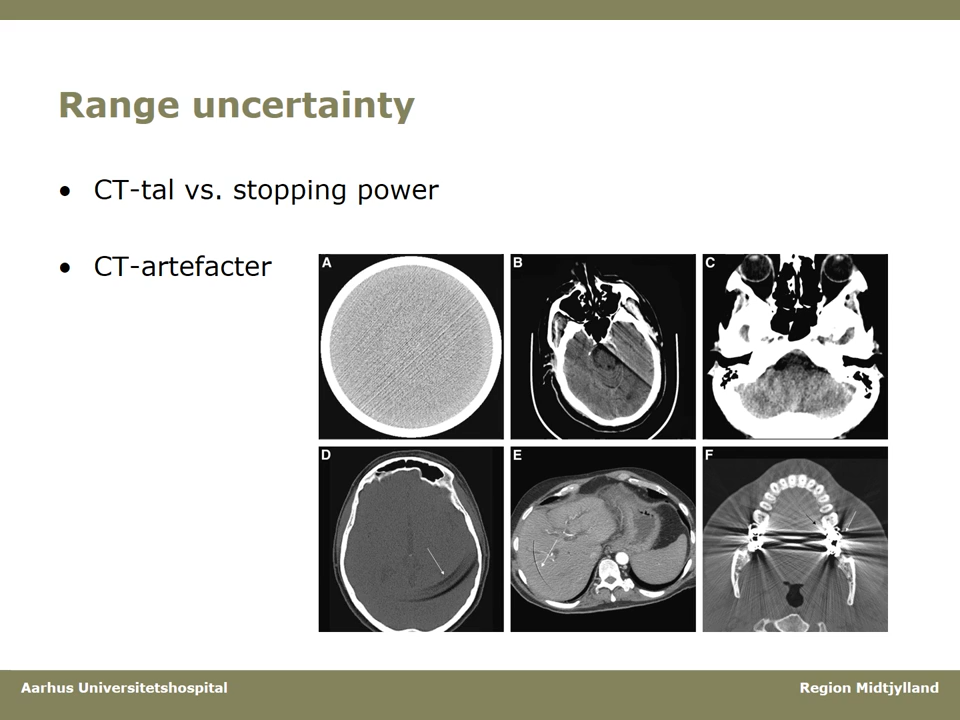 Range uncertainty
• CT-tal vs. stopping power
• CT-artefacter
A B C
D E F
Aarhus Universitetshospital
Region Midtjylland